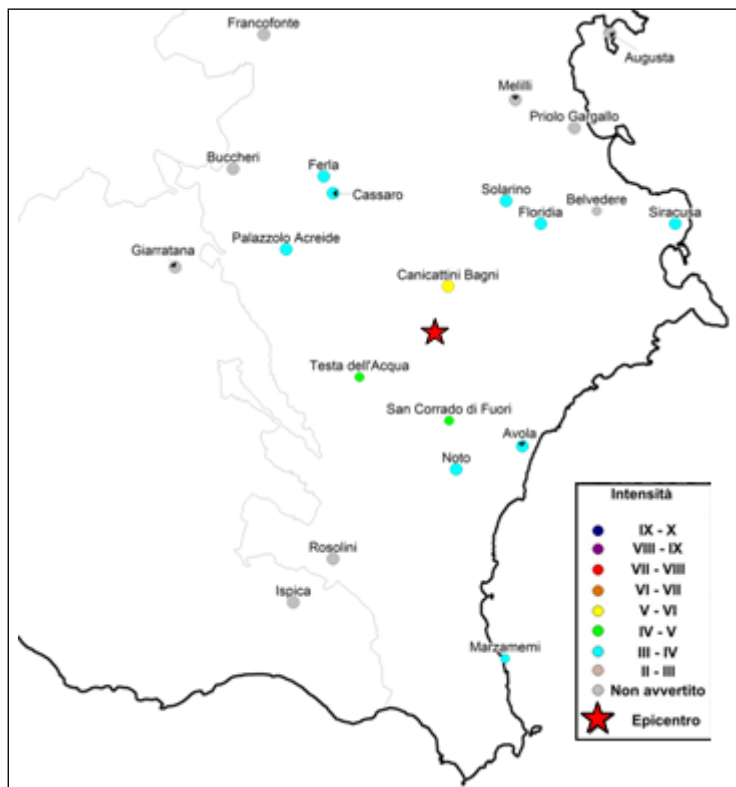 Francofonte
Augusta
Melilli
Priolo Gargallo
Buccheri
Ferla
Cassaro
Solarino
Belvedere
Floridia
Siracusa
Palazzolo Acreide
Giarratana
Canicattini Bagni
Testa dell'Acqua
San Corrado di Fuori
Avola
Noto
Rosolini
Ispica
Marzamemi
Intensità
IX - X
VIII - IX
VII - VIII
VI - VII
V - VI
IV - V
III - IV
II - III
Non avvertito
Epicentro